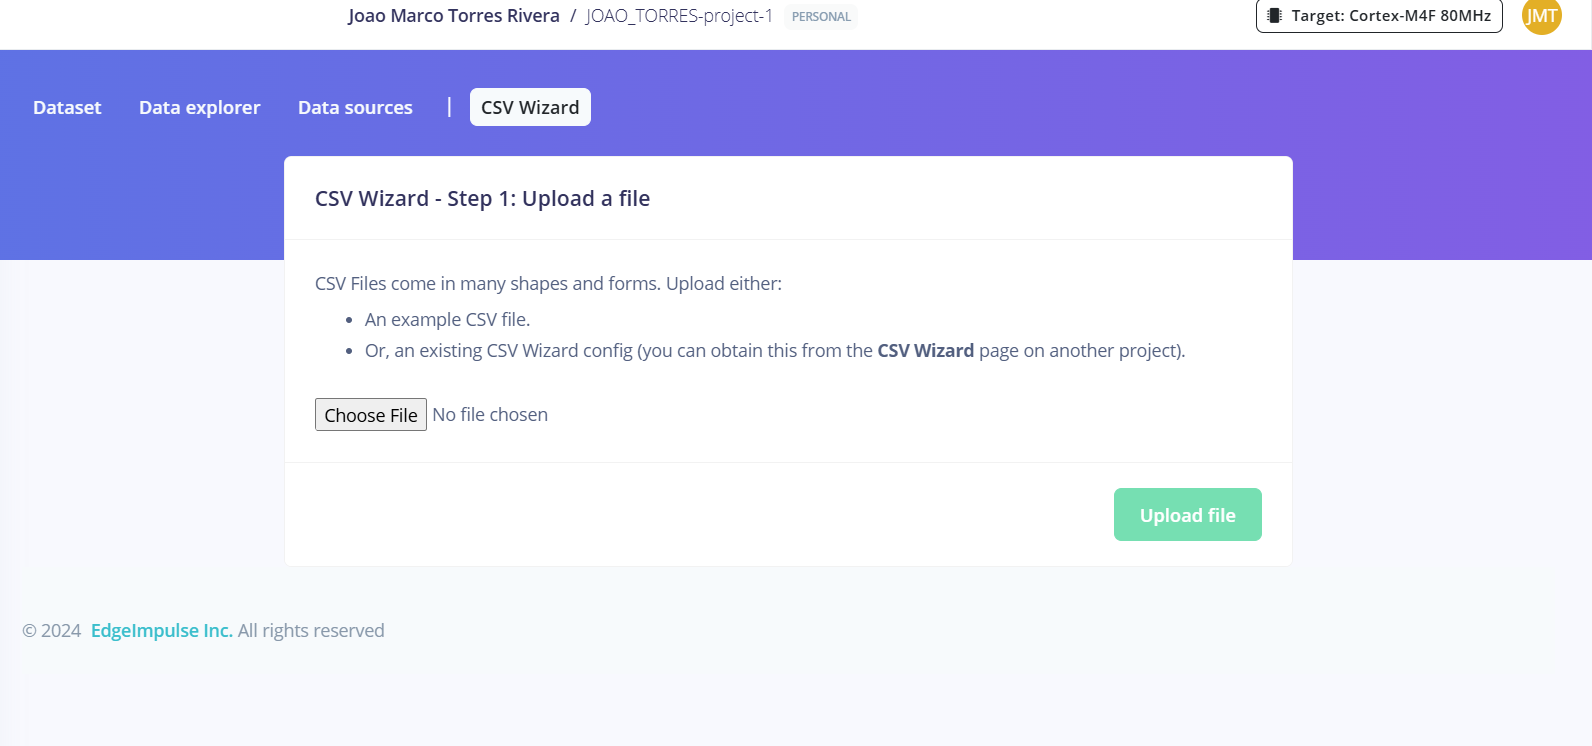 Joao Marco Torres Rivera / JOAO_TORRES-project-1 PERSONAL
Target: Cortex-M4F 80MHz
JMT
Dataset Data explorer Data sources | CSV Wizard
CSV Wizard - Step 1: Upload a file
CSV Files come in many shapes and forms. Upload either:
• An example CSV file.
• Or, an existing CSV Wizard config (you can obtain this from the CSV Wizard page on another project).
Choose File No file chosen
Upload file
© 2024 EdgeImpulse Inc. All rights reserved